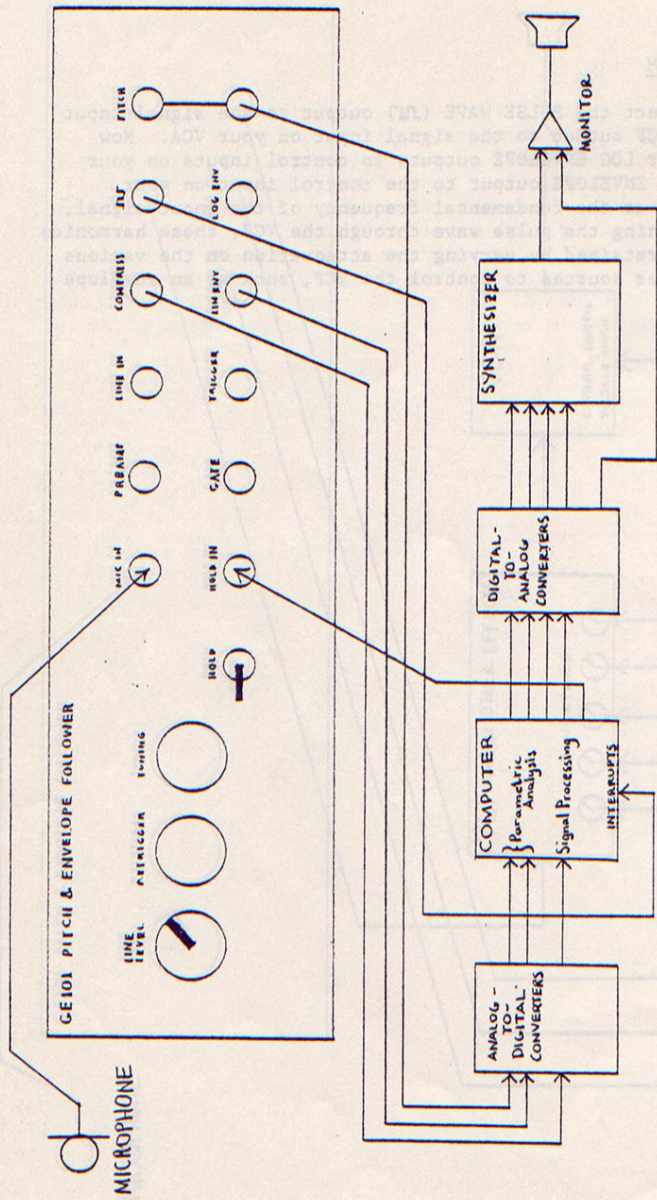 MICROPHONE
GE101 PITCH & ENVELOPE FOLLOWER
LINE
LEVEL
RETRIGGER
TUNING
HOLD
MIC IN
PREAMP
LINE IN
COMPRESS
PITCH
HOLD IN
GATE
TRIGGER
LIN ENV
LOG ENV
ANALOG-
TO-
DIGITAL
CONVERTERS
COMPUTER
Parametric
Analysis
Signal Processing
INTERRUPTS
DIGITAL-
TO-
ANALOG
CONVERTERS
SYNTHESIZER
MONITOR